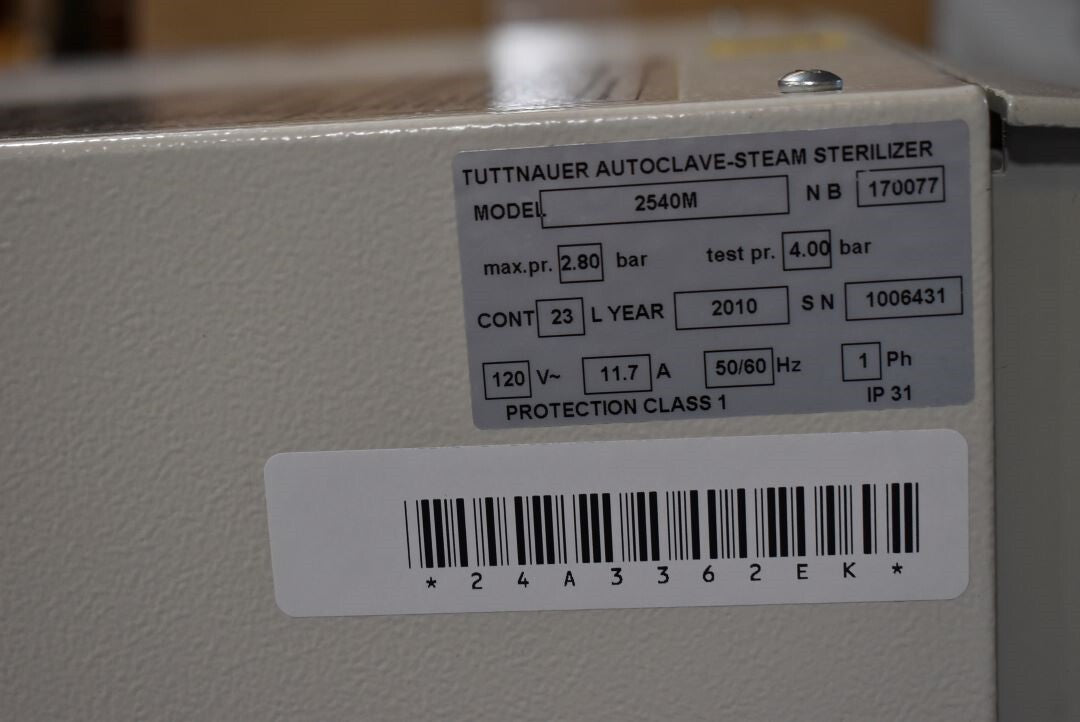 TUTTNAUER AUTOCLAVE-STEAM STERILIZER
MODEL 2540M N B 170077
max.pr. 2.80 bar test pr. 4.00 bar
CONT 23 L YEAR 2010 S N 1006431
120 V~ 11.7 A 50/60 Hz 1 Ph
PROTECTION CLASS 1 IP 31
*24A3362EK*